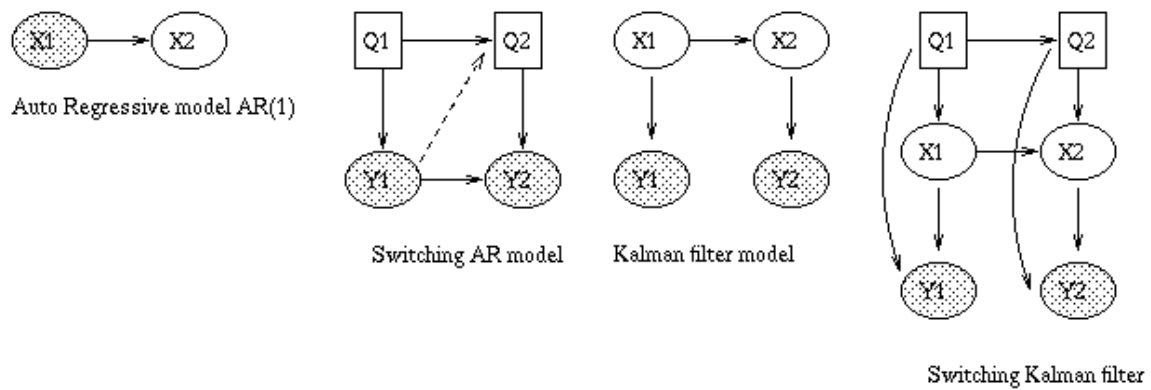 X1 X2
Auto Regressive model AR(1)
Q1 Q2
Y1 Y2
Switching AR model
X1 X2
Y1 Y2
Kalman filter model
Q1 Q2
X1 X2
Y1 Y2
Switching Kalman filter